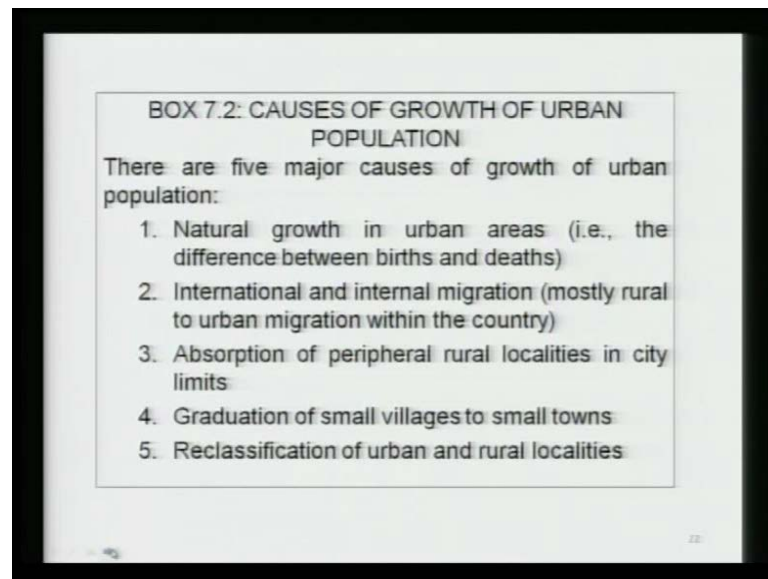 BOX 7.2: CAUSES OF GROWTH OF URBAN
POPULATION
There are five major causes of growth of urban
population:
1. Natural growth in urban areas (i.e., the
difference between births and deaths)
2. International and internal migration (mostly rural
to urban migration within the country)
3. Absorption of peripheral rural localities in city
limits
4. Graduation of small villages to small towns
5. Reclassification of urban and rural localities